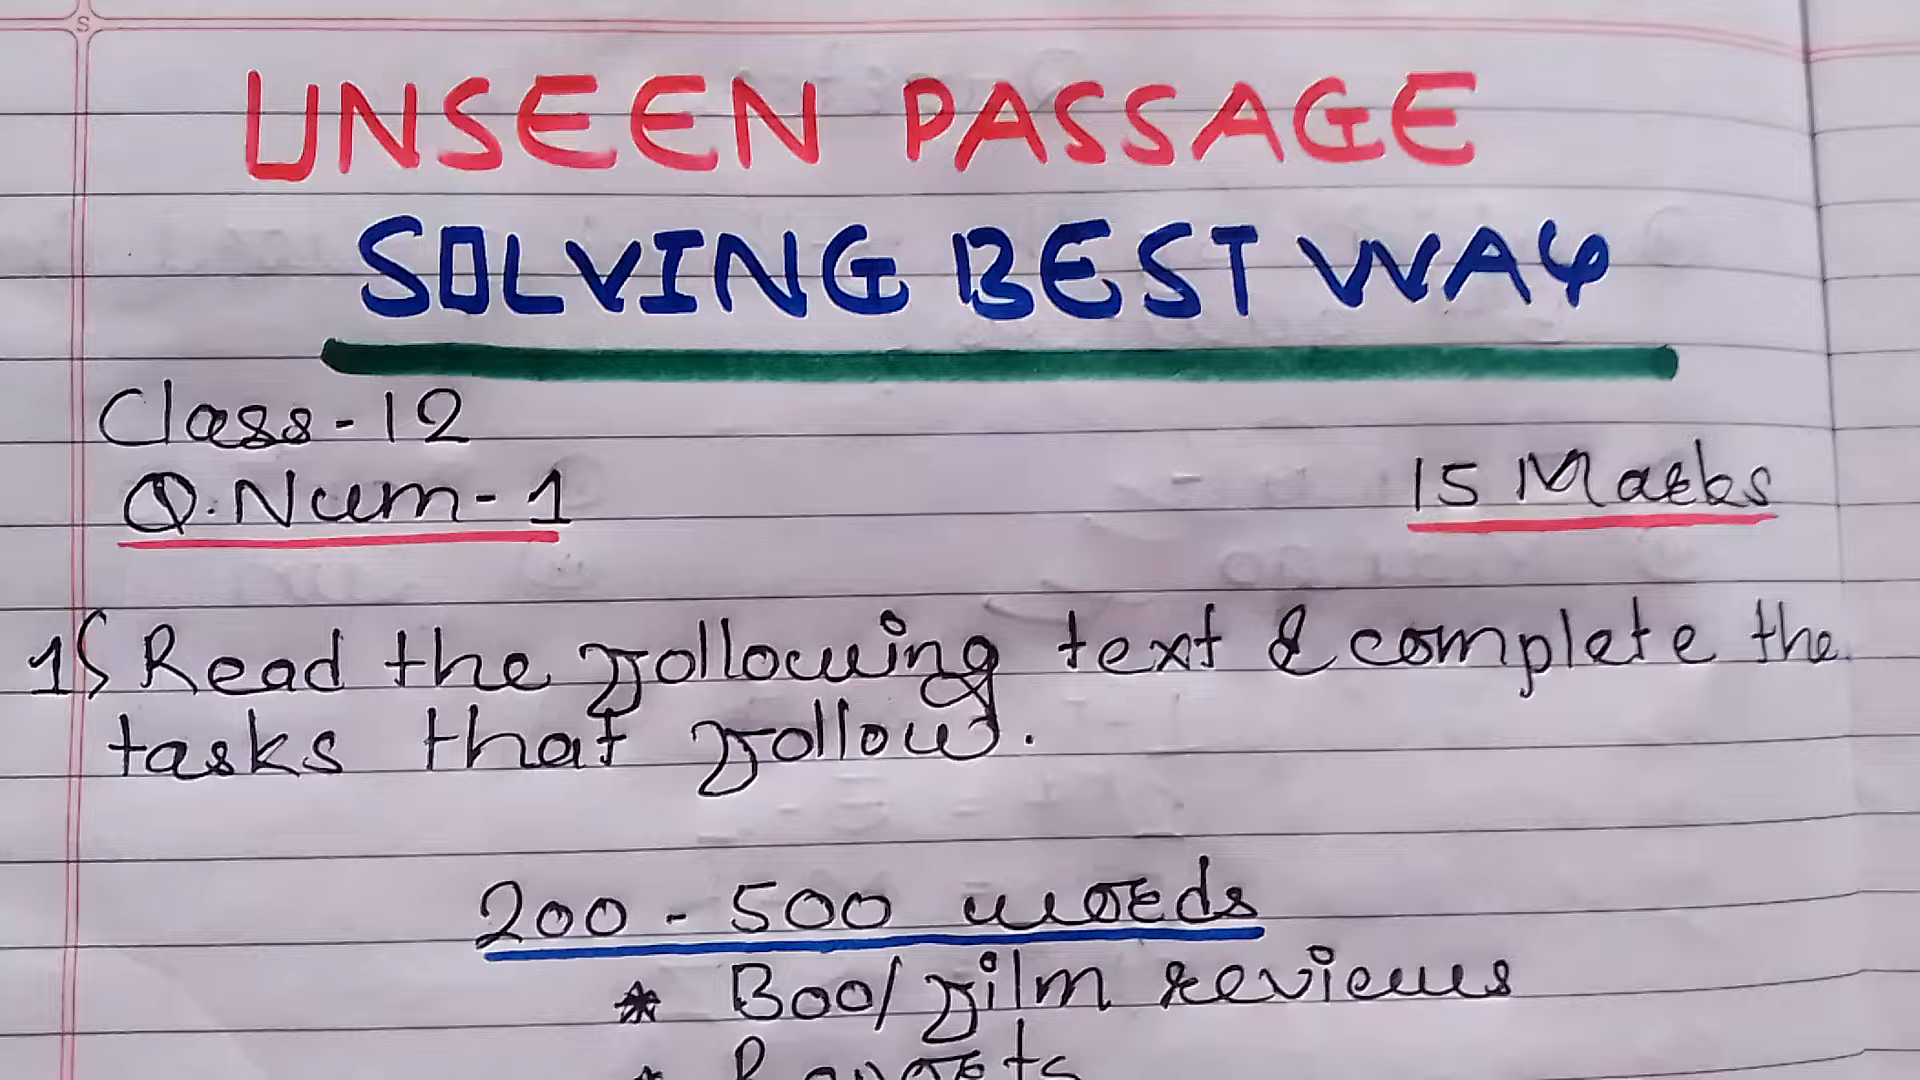 UNSEEN PASSAGE
SOLVING BEST WAY
Class-12
Q.Num-1
15 Marks
1) Read the following text & complete the
tasks that follow.
200 - 500 words
* Boo/film reviews
*